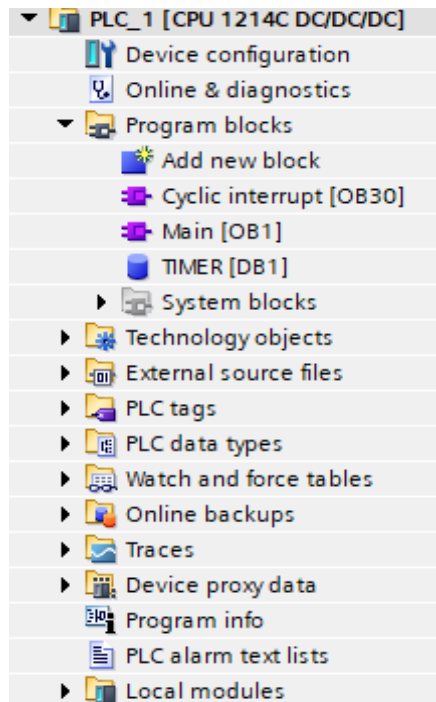 PLC_1 [CPU 1214C DC/DC/DC]
Device configuration
Online & diagnostics
Program blocks
Add new block
Cyclic interrupt [OB30]
Main [OB1]
TIMER [DB1]
System blocks
Technology objects
External source files
PLC tags
PLC data types
Watch and force tables
Online backups
Traces
Device proxy data
Program info
PLC alarm text lists
Local modules